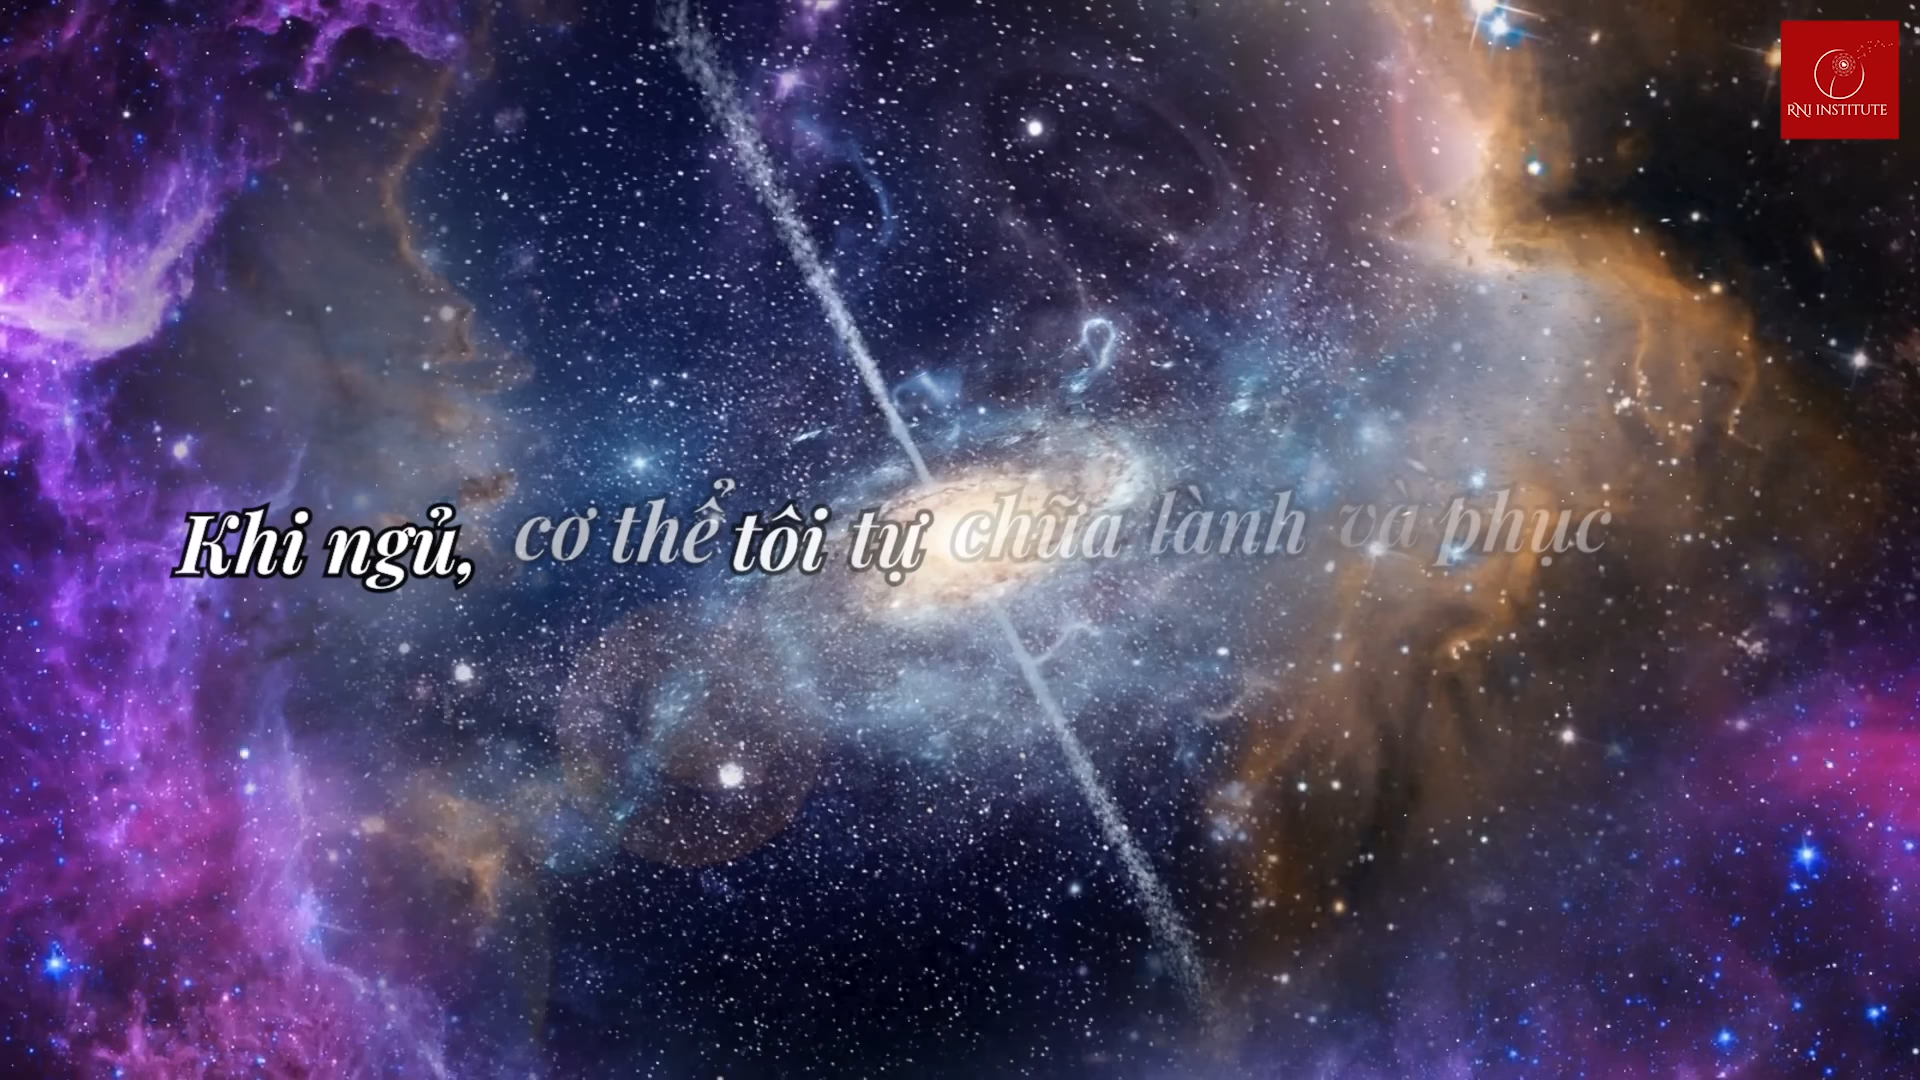 RNI INSTITUTE
Khi ngủ, cơ thể tôi tự chữa lành và phục